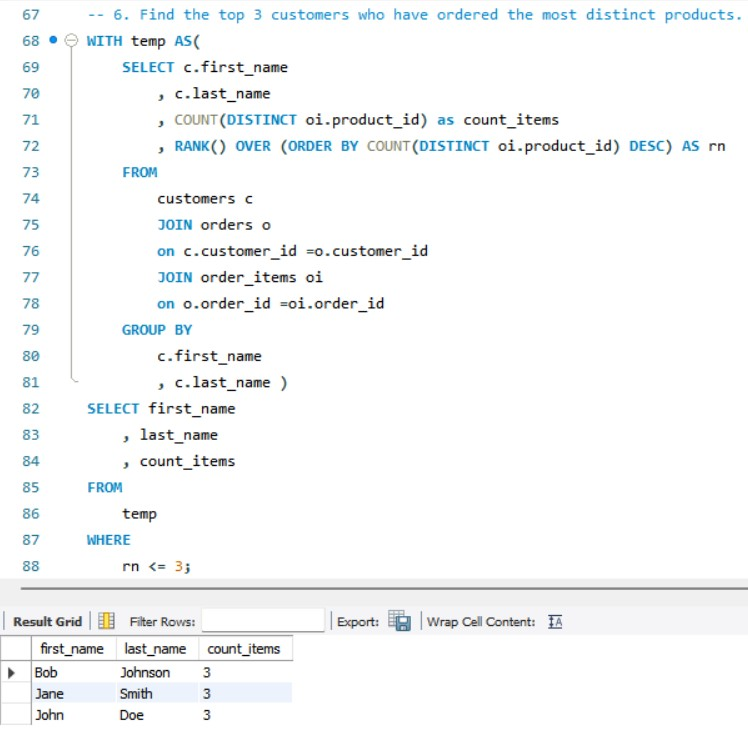 67 -- 6. Find the top 3 customers who have ordered the most distinct products.
68 WITH temp AS(
69 SELECT c.first_name
70 , c.last_name
71 , COUNT(DISTINCT oi.product_id) as count_items
72 , RANK() OVER (ORDER BY COUNT(DISTINCT oi.product_id) DESC) AS rn
73 FROM
74 customers c
75 JOIN orders o
76 on c.customer_id =o.customer_id
77 JOIN order_items oi
78 on o.order_id =oi.order_id
79 GROUP BY
80 c.first_name
81 , c.last_name )
82 SELECT first_name
83 , last_name
84 , count_items
85 FROM
86 temp
87 WHERE
88 rn <= 3;
Result Grid Filter Rows: Export: Wrap Cell Content: IA
first_name last_name count_items
Bob Johnson 3
Jane Smith 3
John Doe 3